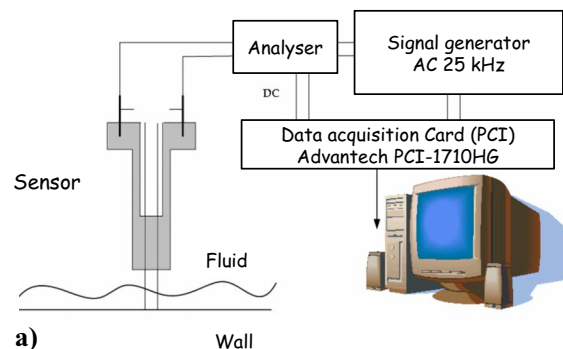 Analyser
Signal generator
AC 25 kHz
DC
Data acquisition Card (PCI)
Advantech PCI-1710HG
Sensor
Fluid
a)
Wall